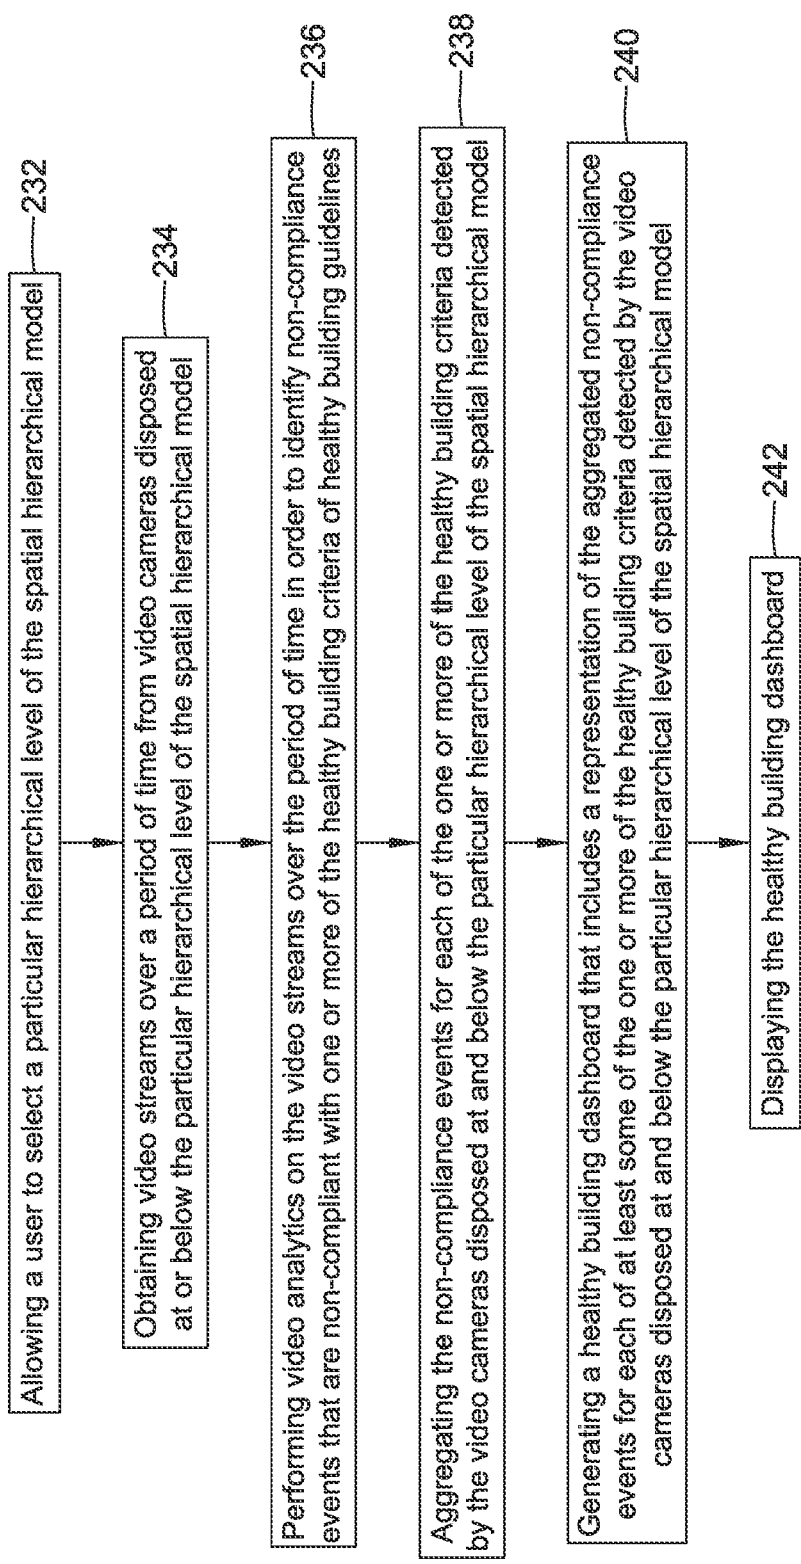 Allowing a user to select a particular hierarchical level of the spatial hierarchical model
232
Obtaining video streams over a period of time from video cameras disposed
at or below the particular hierarchical level of the spatial hierarchical model
234
Performing video analytics on the video streams over the period of time in order to identify non-compliance
events that are non-compliant with one or more of the healthy building criteria of healthy building guidelines
236
Aggregating the non-compliance events for each of the one or more of the healthy building criteria detected
by the video cameras disposed at and below the particular hierarchical level of the spatial hierarchical model
238
Generating a healthy building dashboard that includes a representation of the aggregated non-compliance
events for each of at least some of the one or more of the healthy building criteria detected by the video
cameras disposed at and below the particular hierarchical level of the spatial hierarchical model
240
Displaying the healthy building dashboard
242